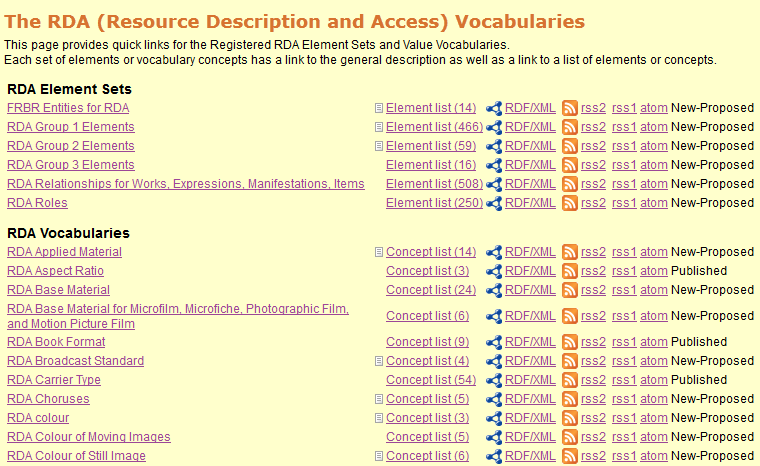 The RDA (Resource Description and Access) Vocabularies
This page provides quick links for the Registered RDA Element Sets and Value Vocabularies.
Each set of elements or vocabulary concepts has a link to the general description as well as a link to a list of elements or concepts.
RDA Element Sets
FRBR Entities for RDA Element list (14) RDF/XML rss2 rss1 atom New-Proposed
RDA Group 1 Elements Element list (466) RDF/XML rss2 rss1 atom New-Proposed
RDA Group 2 Elements Element list (59) RDF/XML rss2 rss1 atom New-Proposed
RDA Group 3 Elements Element list (16) RDF/XML rss2 rss1 atom New-Proposed
RDA Relationships for Works, Expressions, Manifestations, Items Element list (508) RDF/XML rss2 rss1 atom New-Proposed
RDA Roles Element list (250) RDF/XML rss2 rss1 atom New-Proposed
RDA Vocabularies
RDA Applied Material Concept list (14) RDF/XML rss2 rss1 atom New-Proposed
RDA Aspect Ratio Concept list (3) RDF/XML rss2 rss1 atom Published
RDA Base Material Concept list (24) RDF/XML rss2 rss1 atom New-Proposed
RDA Base Material for Microfilm, Microfiche, Photographic Film,
and Motion Picture Film Concept list (6) RDF/XML rss2 rss1 atom New-Proposed
RDA Book Format Concept list (9) RDF/XML rss2 rss1 atom Published
RDA Broadcast Standard Concept list (4) RDF/XML rss2 rss1 atom New-Proposed
RDA Carrier Type Concept list (54) RDF/XML rss2 rss1 atom Published
RDA Choruses Concept list (5) RDF/XML rss2 rss1 atom New-Proposed
RDA colour Concept list (3) RDF/XML rss2 rss1 atom New-Proposed
RDA Colour of Moving Images Concept list (5) RDF/XML rss2 rss1 atom New-Proposed
RDA Colour of Still Image Concept list (6) RDF/XML rss2 rss1 atom New-Proposed